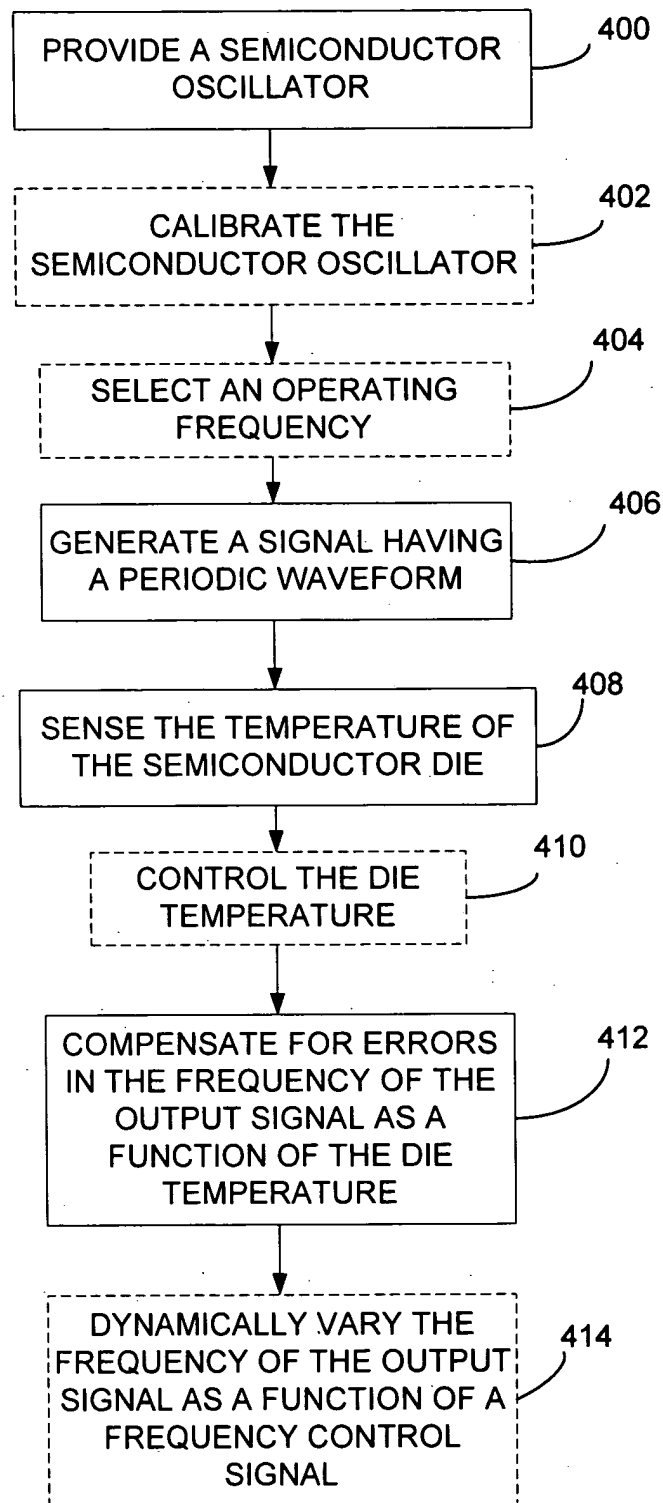 PROVIDE A SEMICONDUCTOR
OSCILLATOR
400
CALIBRATE THE
SEMICONDUCTOR OSCILLATOR
402
SELECT AN OPERATING
FREQUENCY
404
GENERATE A SIGNAL HAVING
A PERIODIC WAVEFORM
406
SENSE THE TEMPERATURE OF
THE SEMICONDUCTOR DIE
408
CONTROL THE DIE
TEMPERATURE
410
COMPENSATE FOR ERRORS
IN THE FREQUENCY OF THE
OUTPUT SIGNAL AS A
FUNCTION OF THE DIE
TEMPERATURE
412
DYNAMICALLY VARY THE
FREQUENCY OF THE OUTPUT
SIGNAL AS A FUNCTION OF A
FREQUENCY CONTROL
SIGNAL
414